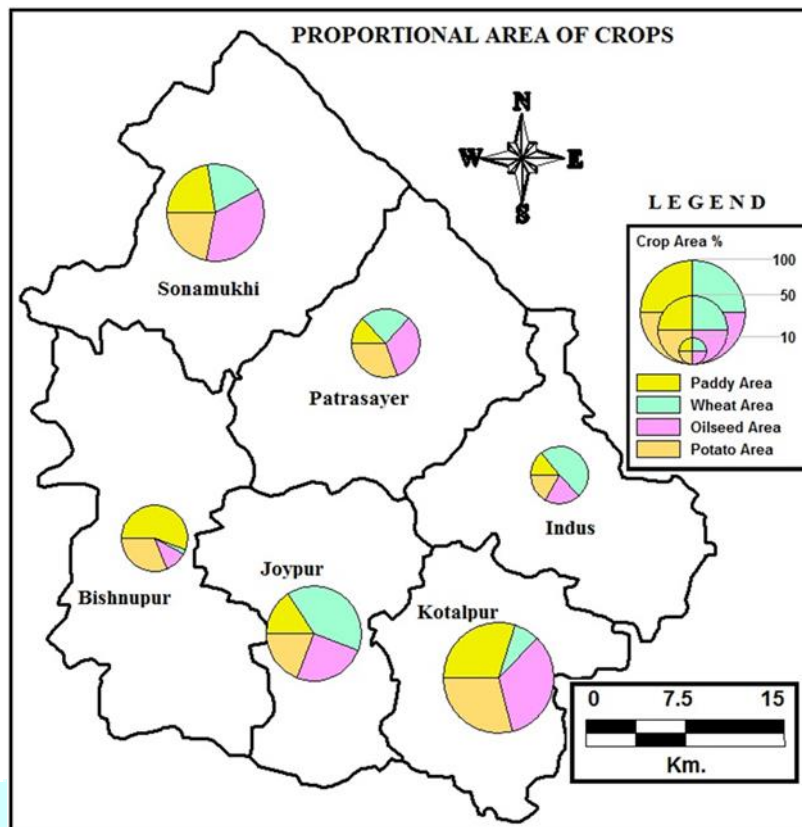 PROPORTIONAL AREA OF CROPS
N
W E
S
Sonamukhi
Patrasayer
Indus
Bishnupur
Joypur
Kotalpur
LEGEND
Crop Area %
100
50
10
Paddy Area
Wheat Area
Oilseed Area
Potato Area
0 7.5 15
Km.